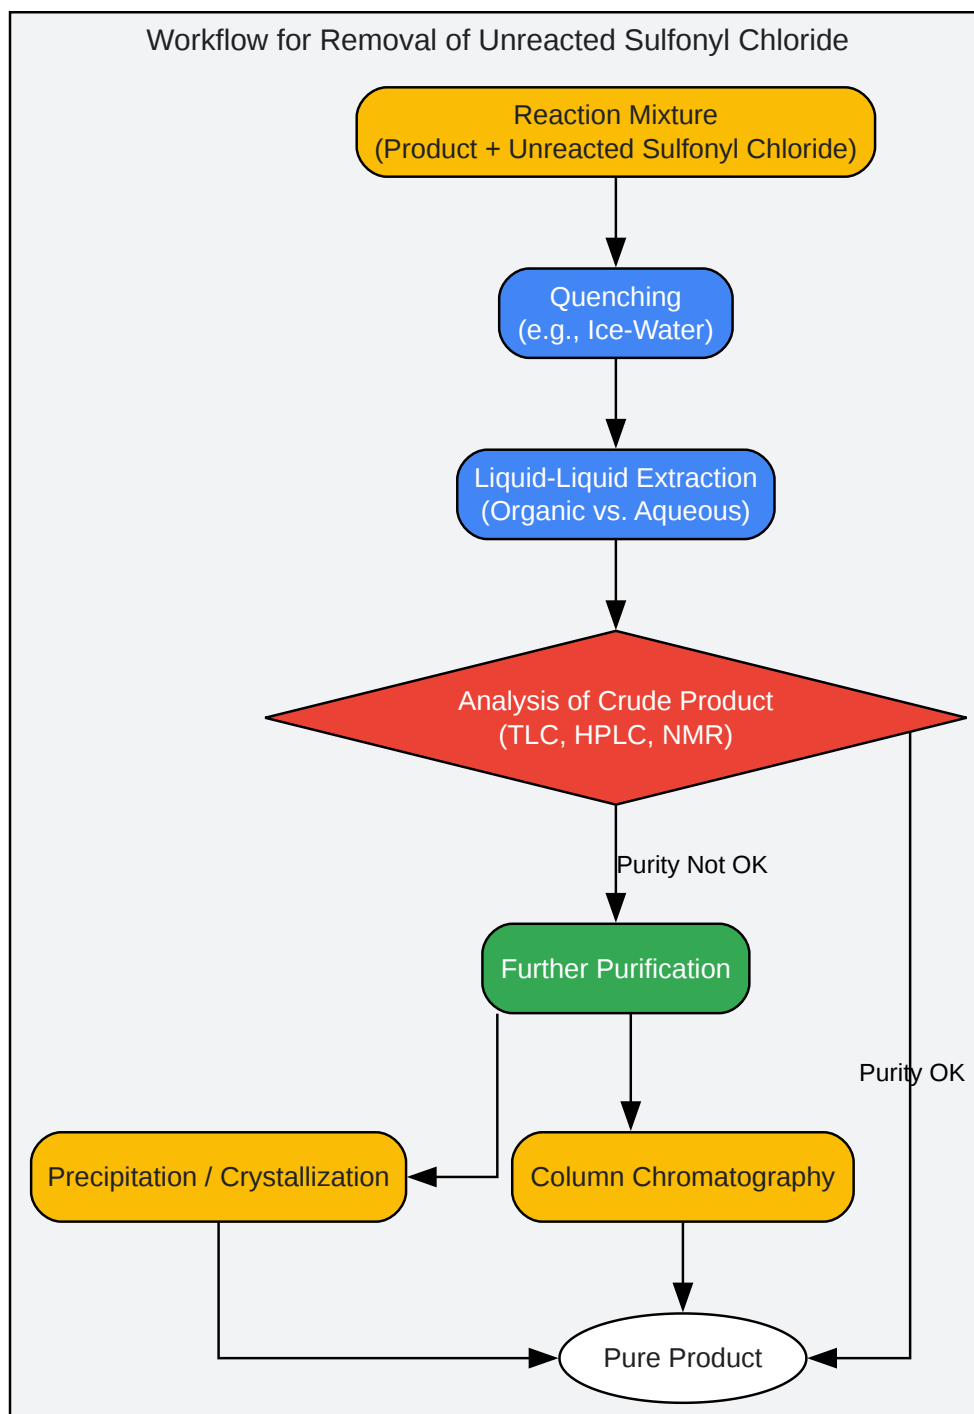 Workflow for Removal of Unreacted Sulfonyl Chloride
Reaction Mixture
(Product + Unreacted Sulfonyl Chloride)
Quenching
(e.g., Ice-Water)
Liquid-Liquid Extraction
(Organic vs. Aqueous)
Analysis of Crude Product
(TLC, HPLC, NMR)
Purity Not OK
Further Purification
Purity OK
Precipitation / Crystallization
Column Chromatography
Pure Product